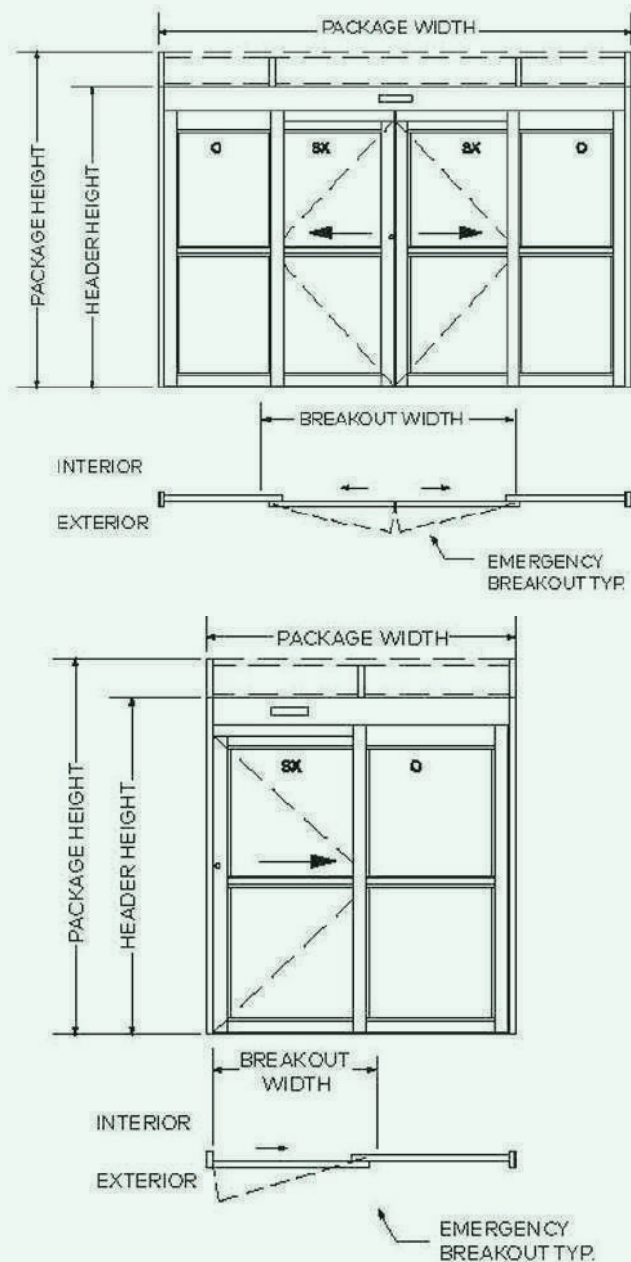 PACKAGE WIDTH
PACKAGE HEIGHT
HEADER HEIGHT
O SX SX O
BREAKOUT WIDTH
INTERIOR
EXTERIOR
EMERGENCY
BREAKOUT TYP.
PACKAGE WIDTH
PACKAGE HEIGHT
HEADER HEIGHT
SX O
BREAKOUT
WIDTH
INTERIOR
EXTERIOR
EMERGENCY
BREAKOUT TYP.